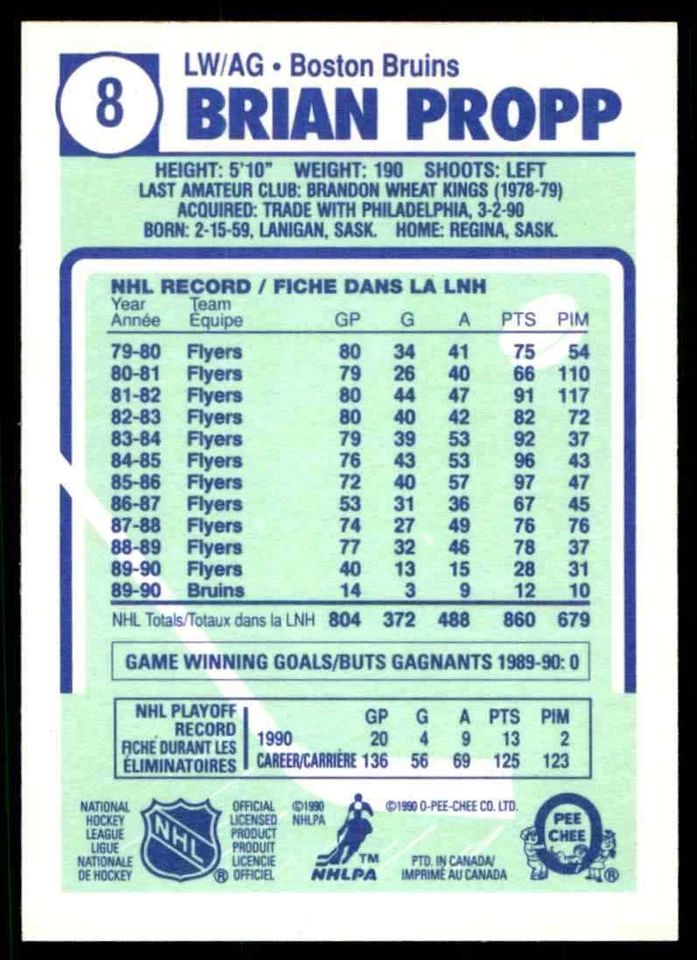 8
LW/AG • Boston Bruins
BRIAN PROPP
HEIGHT: 5'10" WEIGHT: 190 SHOOTS: LEFT
LAST AMATEUR CLUB: BRANDON WHEAT KINGS (1978-79)
ACQUIRED: TRADE WITH PHILADELPHIA, 3-2-90
BORN: 2-15-59, LANIGAN, SASK. HOME: REGINA, SASK.
NHL RECORD / FICHE DANS LA LNH
Year Team
Année Équipe GP G A PTS PIM
79-80 Flyers 80 34 41 75 54
80-81 Flyers 79 26 40 66 110
81-82 Flyers 80 44 47 91 117
82-83 Flyers 80 40 42 82 72
83-84 Flyers 79 39 53 92 37
84-85 Flyers 76 43 53 96 43
85-86 Flyers 72 40 57 97 47
86-87 Flyers 53 31 36 67 45
87-88 Flyers 74 27 49 76 76
88-89 Flyers 77 32 46 78 37
89-90 Flyers 40 13 15 28 31
89-90 Bruins 14 3 9 12 10
NHL Totals/Totaux dans la LNH 804 372 488 860 679
GAME WINNING GOALS/BUTS GAGNANTS 1989-90: 0
NHL PLAYOFF
RECORD
FICHE DURANT LES
ÉLIMINATOIRES
GP G A PTS PIM
1990 20 4 9 13 2
CAREER/CARRIÈRE 136 56 69 125 123
NATIONAL
HOCKEY
LEAGUE
LIGUE
NATIONALE
DE HOCKEY
NHL
®
OFFICIAL
LICENSED
PRODUCT
PRODUIT
LICENCIE
OFFICIEL
©1990
NHLPA
TM
NHLPA
©1990 O-PEE-CHEE CO. LTD.
PTD. IN CANADA/
IMPRIMÉ AU CANADA
PEE
CHEE
®